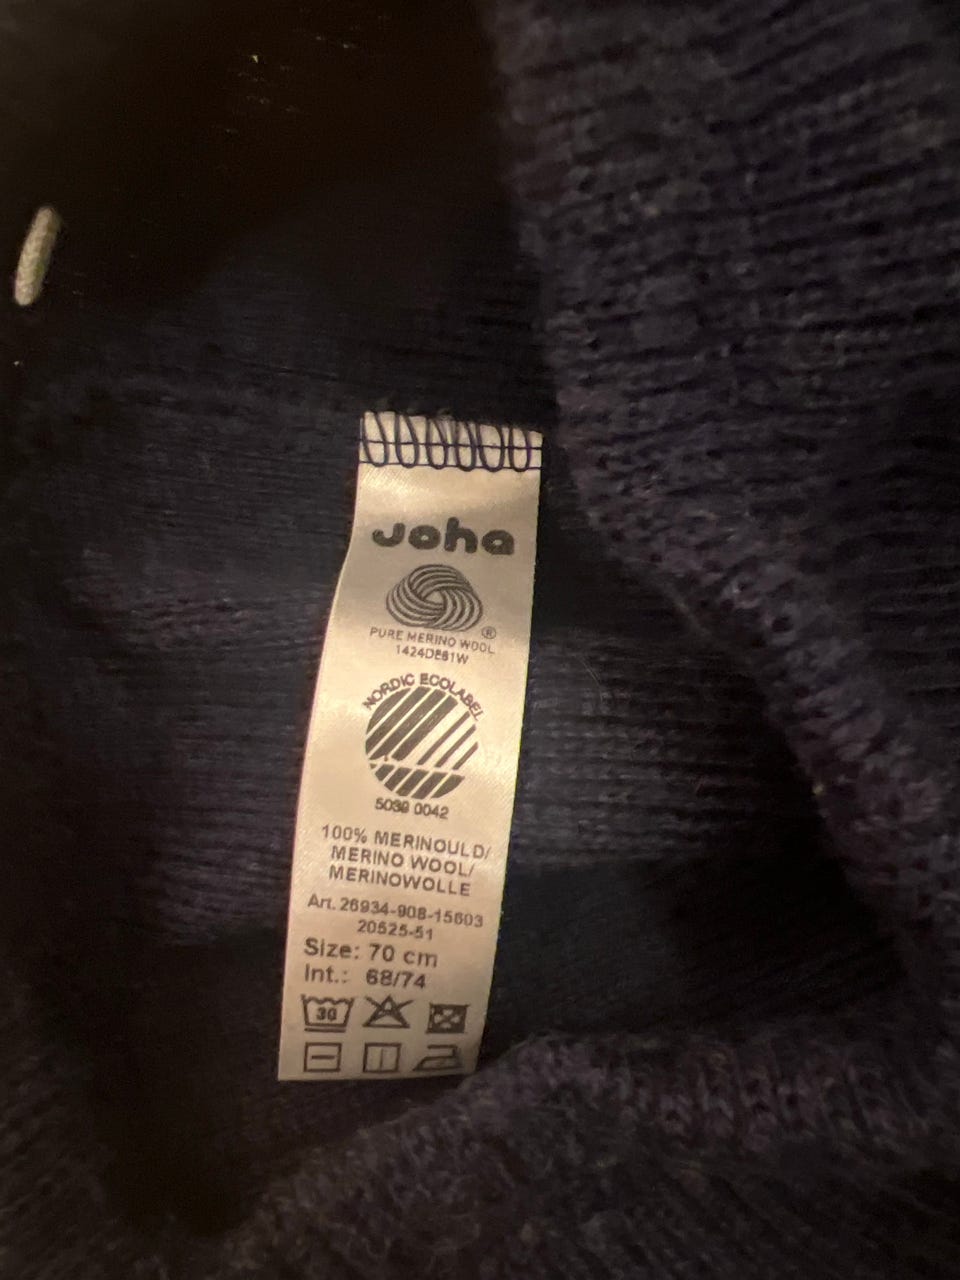 Joha
®
PURE MERINO WOOL
1424DE81W
NORDIC ECOLABEL
5039 0042
100% MERINOULD/
MERINO WOOL/
MERINOWOLLE
Art. 26934-908-15603
20525-51
Size: 70 cm
Int.: 68/74
30